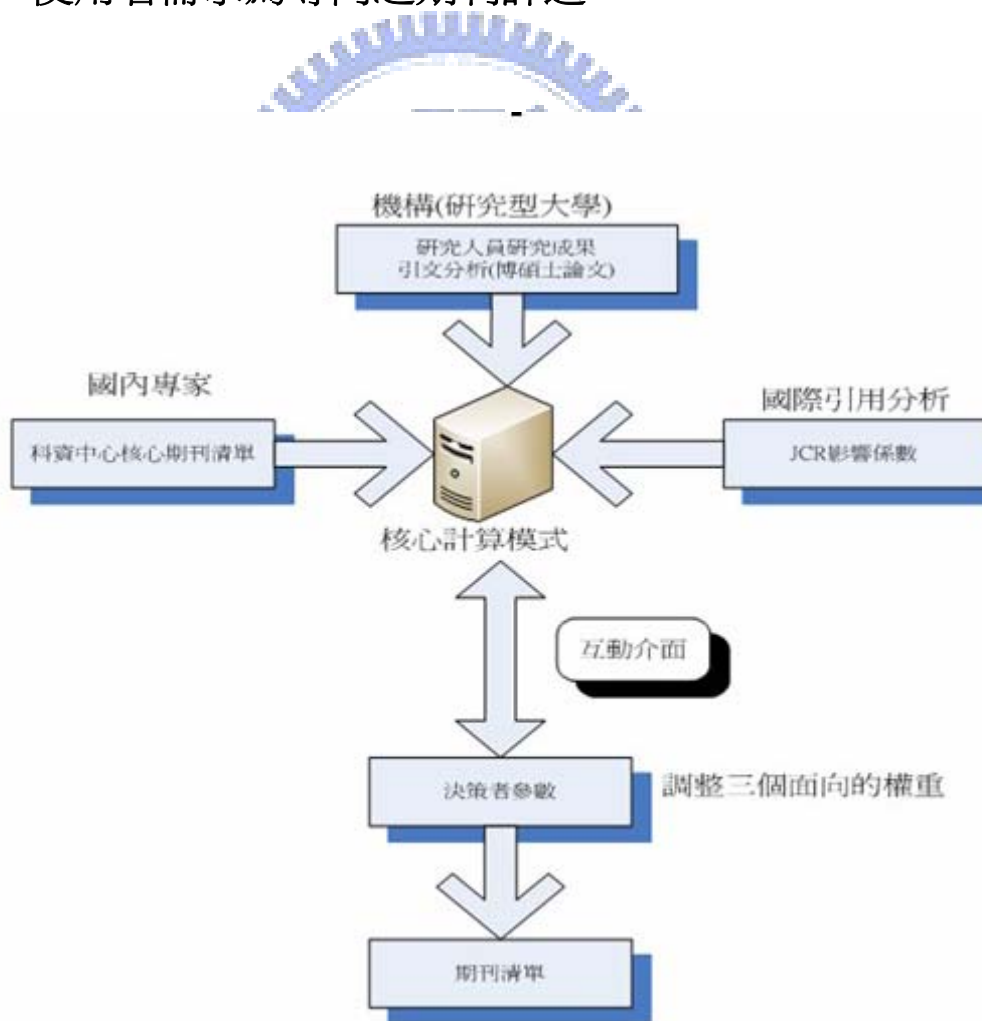 機構(研究型大學)
研究人員研究成果
引文分析(博碩士論文)
國內專家
科資中心核心期刊清單
國際引用分析
JCR影響係數
核心計算模式
互動介面
決策者參數
調整三個面向的權重
期刊清單